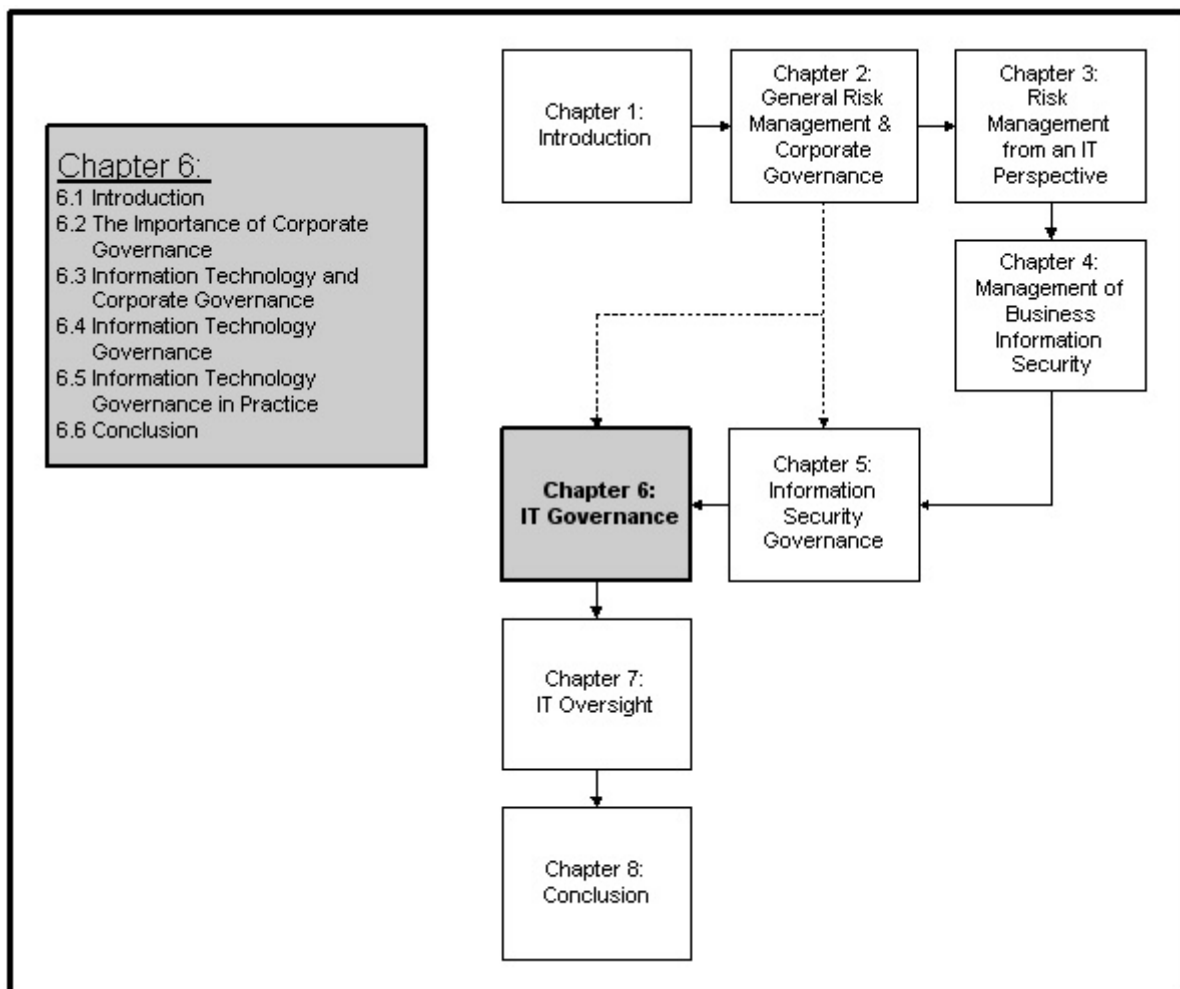 Chapter 6:
6.1 Introduction
6.2 The Importance of Corporate
Governance
6.3 Information Technology and
Corporate Governance
6.4 Information Technology
Governance
6.5 Information Technology
Governance in Practice
6.6 Conclusion
Chapter 1:
Introduction
Chapter 2:
General Risk
Management &
Corporate
Governance
Chapter 3:
Risk
Management
from an IT
Perspective
Chapter 4:
Management of
Business
Information
Security
Chapter 5:
Information
Security
Governance
Chapter 6:
IT Governance
Chapter 7:
IT Oversight
Chapter 8:
Conclusion